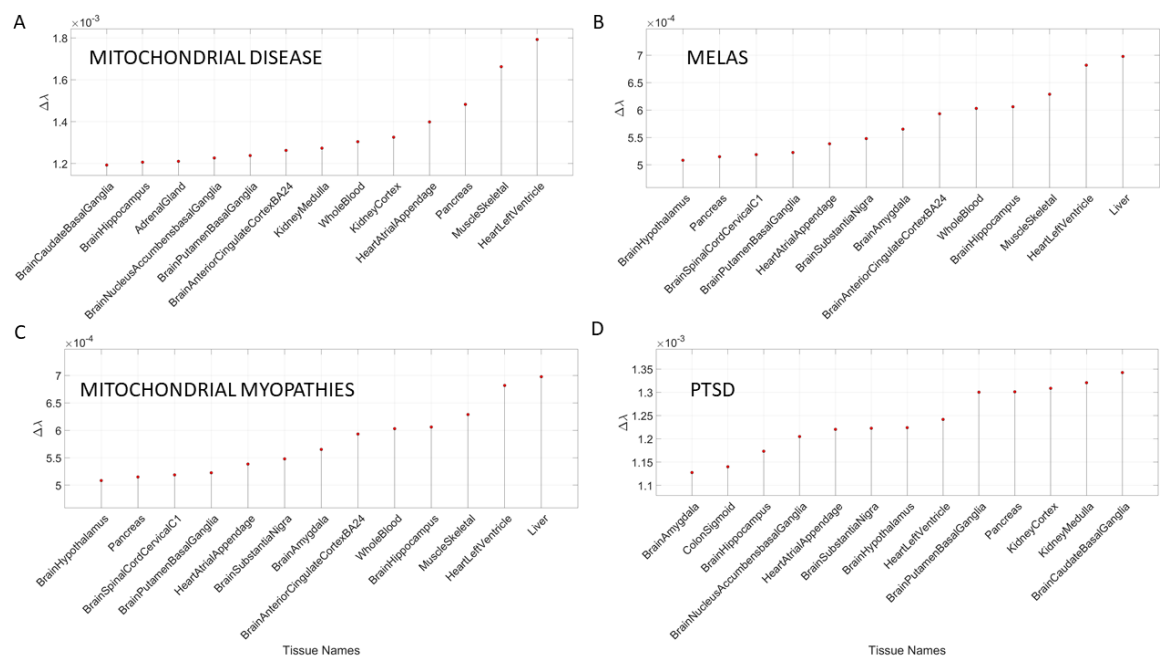 A
×10⁻³
MITOCHONDRIAL DISEASE
1.8
1.6
1.4
1.2
Δλ
BrainCaudateBasalGanglia
BrainHippocampus
AdrenalGland
BrainNucleusAccumbensbasalGanglia
BrainPutamenBasalGanglia
BrainAnteriorCingulateCortexBA24
KidneyMedulla
WholeBlood
KidneyCortex
HeartAtrialAppendage
Pancreas
MuscleSkeletal
HeartLeftVentricle
B
×10⁻⁴
MELAS
7
6.5
6
5.5
5
Δλ
BrainHypothalamus
Pancreas
BrainSpinalCordCervicalC1
BrainPutamenBasalGanglia
HeartAtrialAppendage
BrainSubstantiaNigra
BrainAmygdala
BrainAnteriorCingulateCortexBA24
WholeBlood
BrainHippocampus
MuscleSkeletal
HeartLeftVentricle
Liver
C
×10⁻⁴
MITOCHONDRIAL MYOPATHIES
7
6.5
6
5.5
5
Δλ
BrainHypothalamus
Pancreas
BrainSpinalCordCervicalC1
BrainPutamenBasalGanglia
HeartAtrialAppendage
BrainSubstantiaNigra
BrainAmygdala
BrainAnteriorCingulateCortexBA24
WholeBlood
BrainHippocampus
MuscleSkeletal
HeartLeftVentricle
Liver
Tissue Names
D
×10⁻³
PTSD
1.35
1.3
1.25
1.2
1.15
1.1
Δλ
BrainAmygdala
ColonSigmoid
BrainHippocampus
BrainNucleusAccumbensbasalGanglia
HeartAtrialAppendage
BrainSubstantiaNigra
BrainHypothalamus
HeartLeftVentricle
BrainPutamenBasalGanglia
Pancreas
KidneyCortex
KidneyMedulla
BrainCaudateBasalGanglia
Tissue Names